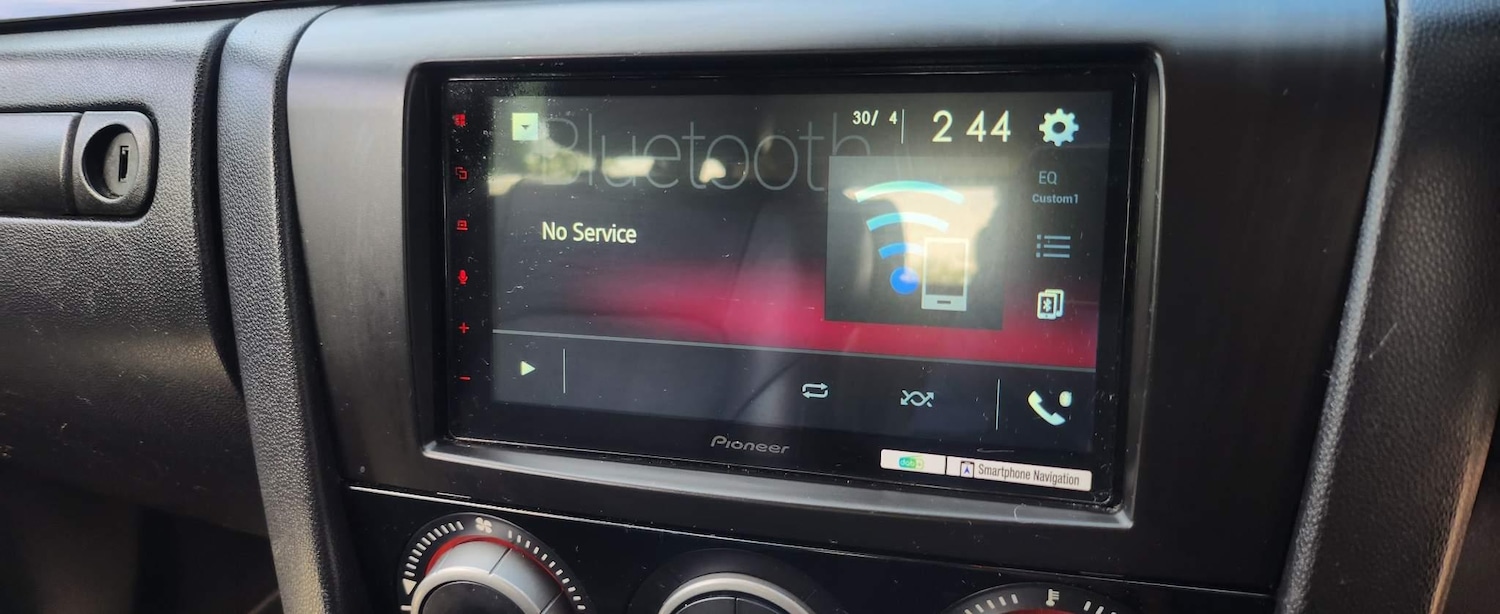 Bluetooth
30/ 4
2 44
EQ
Custom1
No Service
Pioneer
Smartphone Navigation